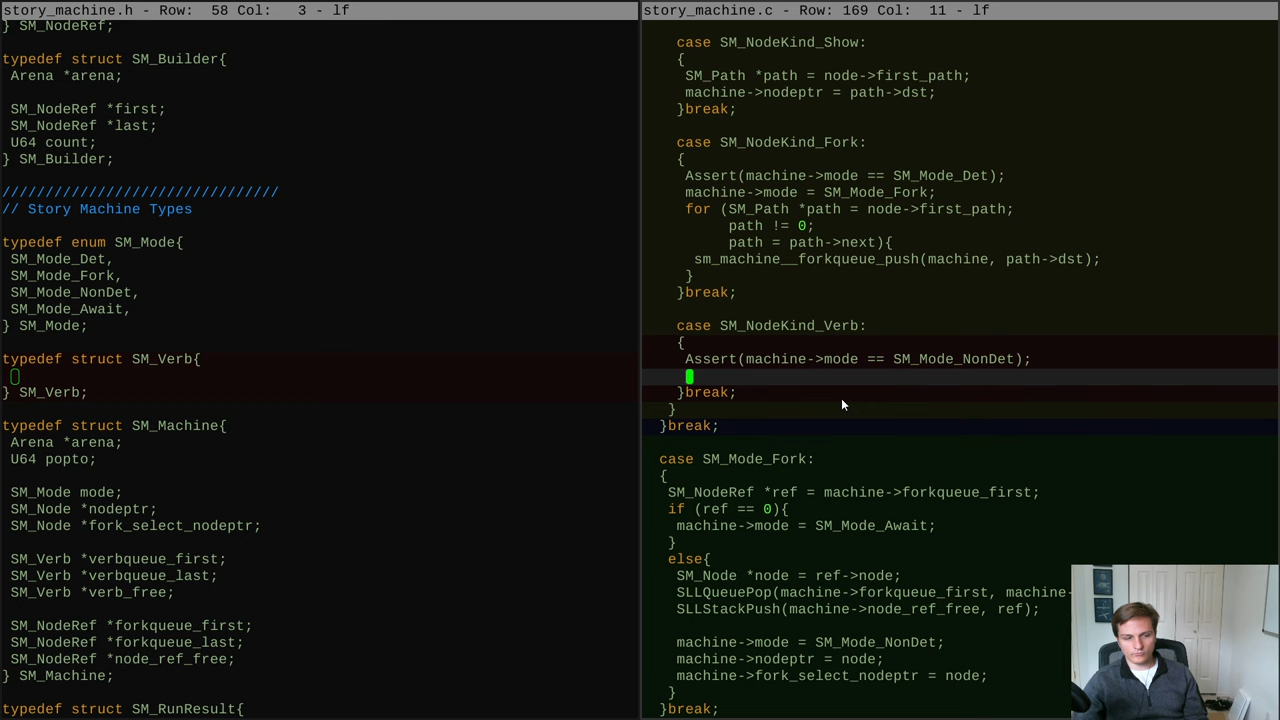 story_machine.h - Row:  58 Col:   3 - lf
} SM_NodeRef;
typedef struct SM_Builder{
Arena *arena;
SM_NodeRef *first;
SM_NodeRef *last;
U64 count;
} SM_Builder;
////////////////////////////////
// Story Machine Types
typedef enum SM_Mode{
SM_Mode_Det,
SM_Mode_Fork,
SM_Mode_NonDet,
SM_Mode_Await,
} SM_Mode;
typedef struct SM_Verb{
} SM_Verb;
typedef struct SM_Machine{
Arena *arena;
U64 popto;
SM_Mode mode;
SM_Node *nodeptr;
SM_Node *fork_select_nodeptr;
SM_Verb *verbqueue_first;
SM_Verb *verbqueue_last;
SM_Verb *verb_free;
SM_NodeRef *forkqueue_first;
SM_NodeRef *forkqueue_last;
SM_NodeRef *node_ref_free;
} SM_Machine;
typedef struct SM_RunResult{
story_machine.c - Row: 169 Col:  11 - lf
case SM_NodeKind_Show:
{
SM_Path *path = node->first_path;
machine->nodeptr = path->dst;
}break;
case SM_NodeKind_Fork:
{
Assert(machine->mode == SM_Mode_Det);
machine->mode = SM_Mode_Fork;
for (SM_Path *path = node->first_path;
path != 0;
path = path->next){
sm_machine__forkqueue_push(machine, path->dst);
}
}break;
case SM_NodeKind_Verb:
{
Assert(machine->mode == SM_Mode_NonDet);
}break;
}
}break;
case SM_Mode_Fork:
{
SM_NodeRef *ref = machine->forkqueue_first;
if (ref == 0){
machine->mode = SM_Mode_Await;
}
else{
SM_Node *node = ref->node;
SLLQueuePop(machine->forkqueue_first, machine-
SLLStackPush(machine->node_ref_free, ref);
machine->mode = SM_Mode_NonDet;
machine->nodeptr = node;
machine->fork_select_nodeptr = node;
}
}break;